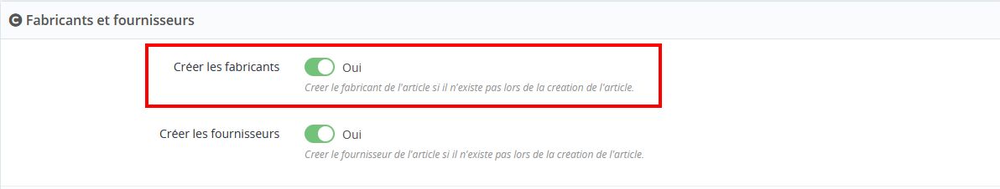 Fabricants et fournisseurs
Créer les fabricants Oui
Créer le fabricant de l'article si il n'existe pas lors de la création de l'article.
Créer les fournisseurs Oui
Créer le fournisseur de l'article si il n'existe pas lors de la création de l'article.